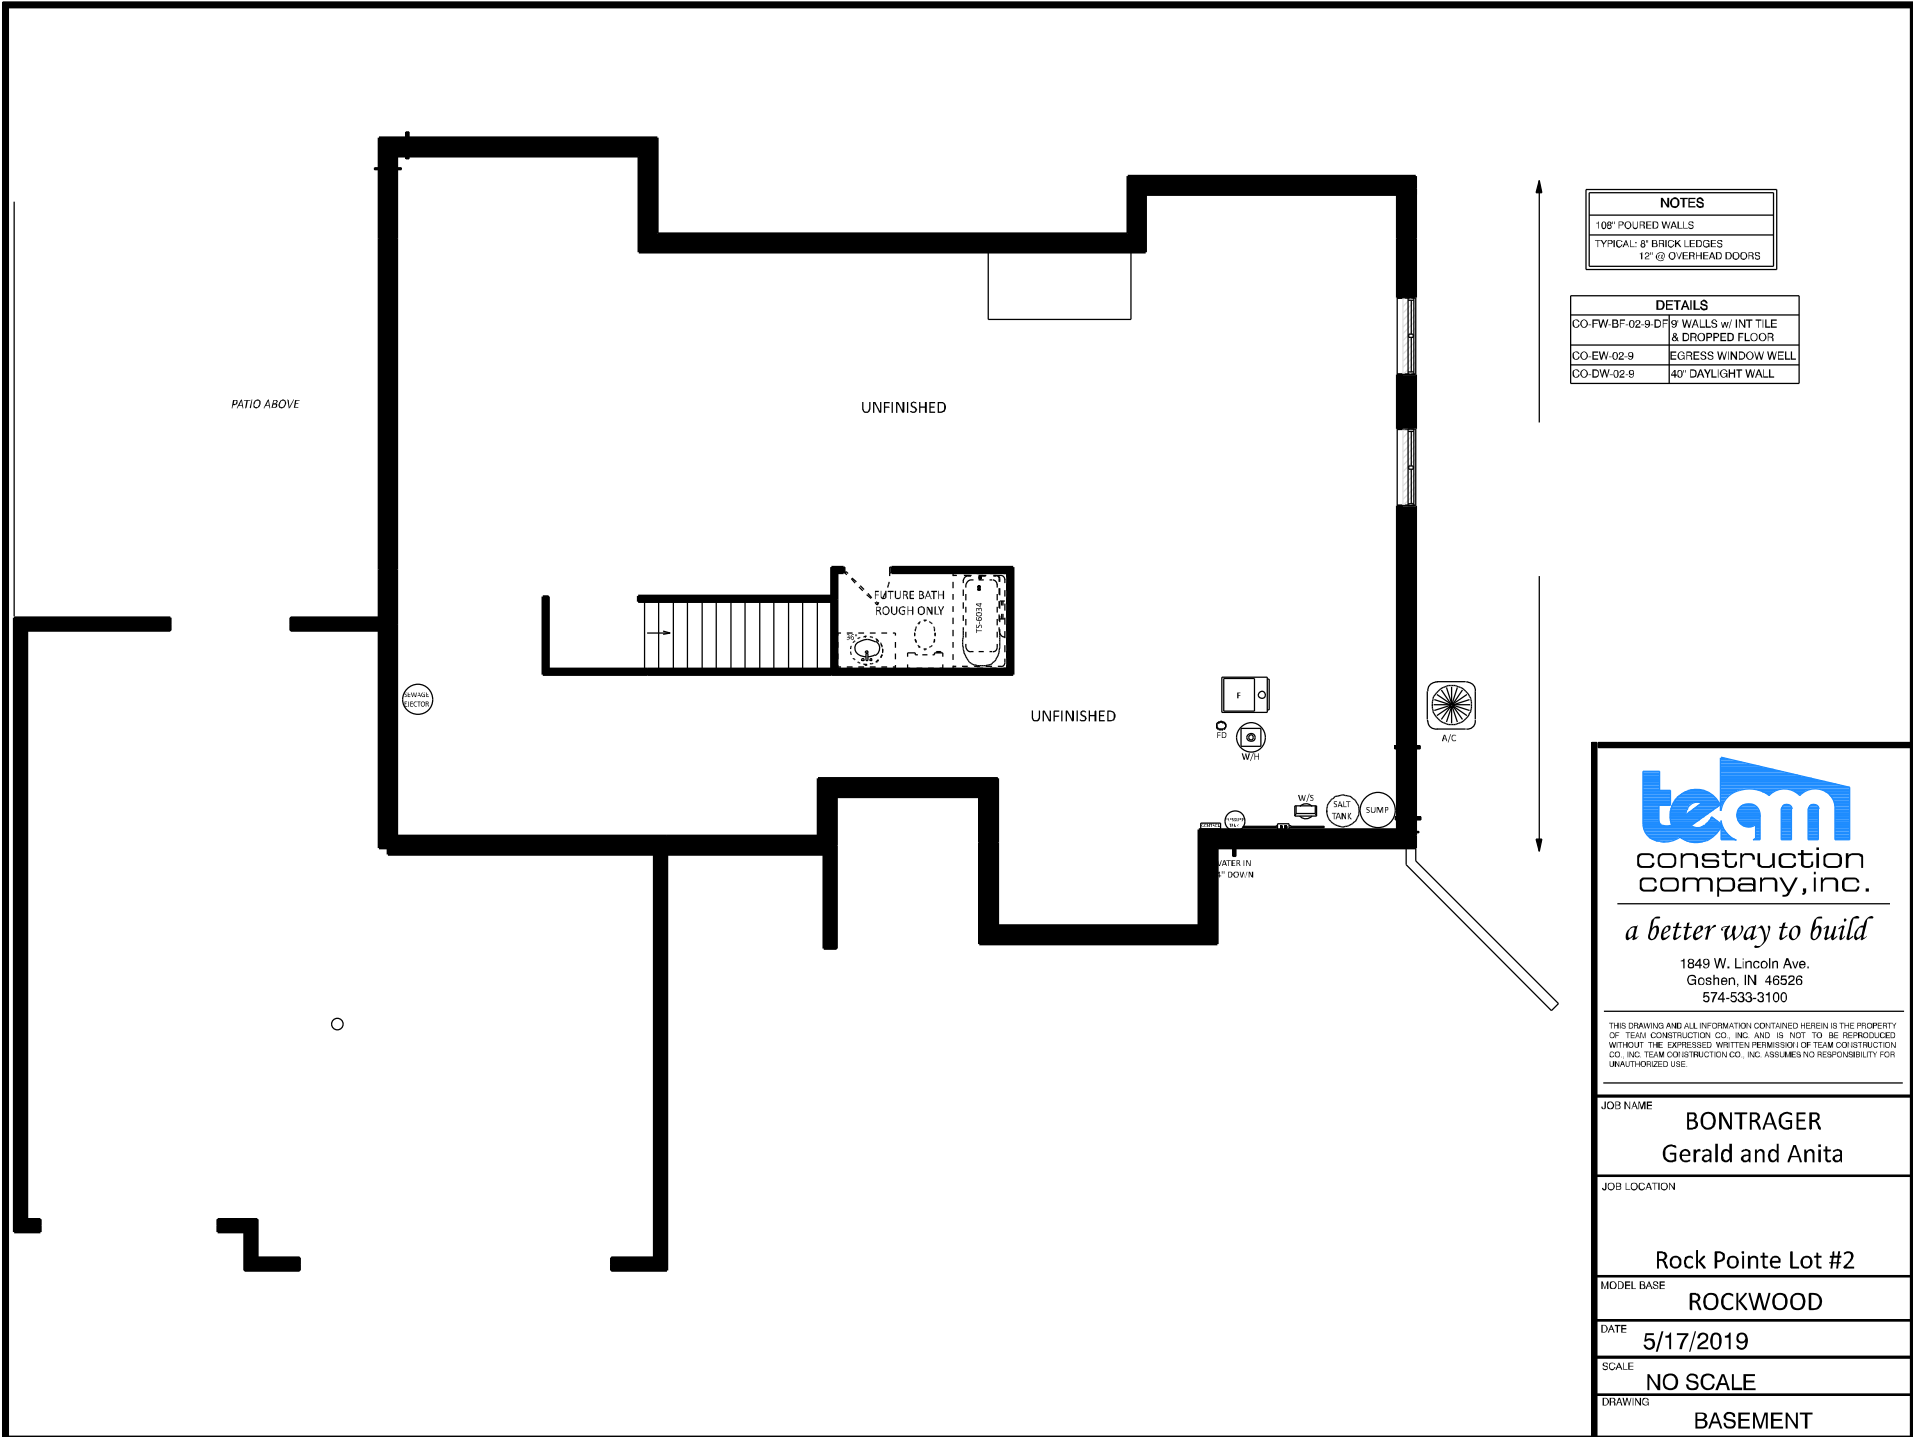 NOTES
108" POURED WALLS
TYPICAL: 8" BRICK LEDGES
12" @ OVERHEAD DOORS
DETAILS
CO-FW-BF-02-9-DF 9' WALLS w/ INT TILE
& DROPPED FLOOR
CO-EW-02-9 EGRESS WINDOW WELL
CO-DW-02-9 40" DAYLIGHT WALL
PATIO ABOVE
UNFINISHED
FUTURE BATH
ROUGH ONLY
TS-6034
36"
SEWAGE
EJECTOR
UNFINISHED
F
FD
W/H
A/C
W/S
SALT
TANK
SUMP
WATER IN
DOWN
team
construction
company,inc.
a better way to build
1849 W. Lincoln Ave.
Goshen, IN 46526
574-533-3100
THIS DRAWING AND ALL INFORMATION CONTAINED HEREIN IS THE PROPERTY
OF TEAM CONSTRUCTION CO., INC. AND IS NOT TO BE REPRODUCED
WITHOUT THE EXPRESSED WRITTEN PERMISSION OF TEAM CONSTRUCTION
CO., INC. TEAM CONSTRUCTION CO., INC. ASSUMES NO RESPONSIBILITY FOR
UNAUTHORIZED USE.
JOB NAME
BONTRAGER
Gerald and Anita
JOB LOCATION
Rock Pointe Lot #2
MODEL BASE
ROCKWOOD
DATE
5/17/2019
SCALE
NO SCALE
DRAWING
BASEMENT